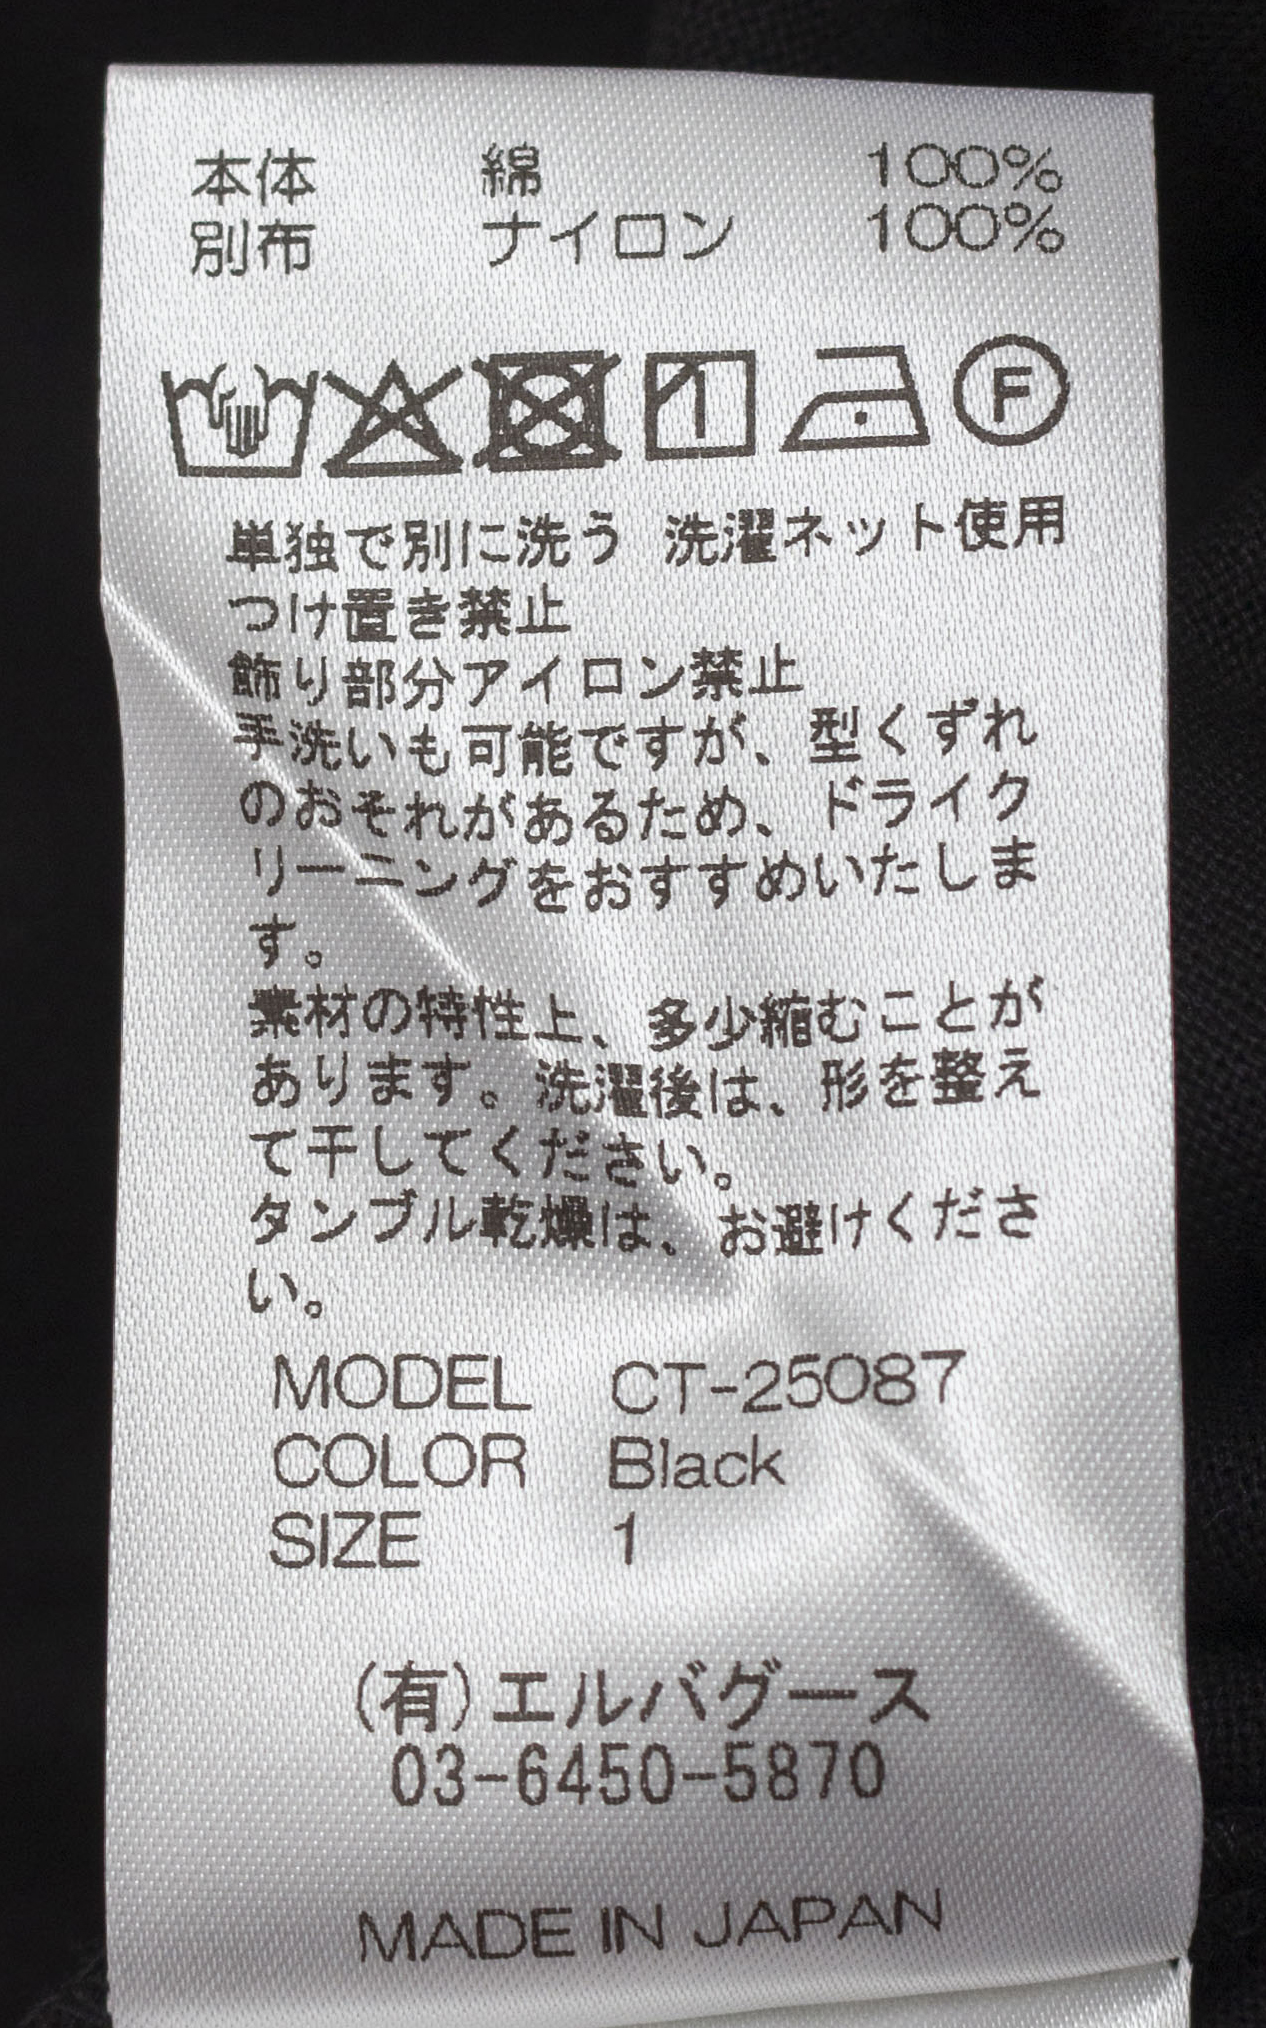 本体 綿 100%
別布 ナイロン 100%
F
単独で別に洗う 洗濯ネット使用
つけ置き禁止
飾り部分アイロン禁止
手洗いも可能ですが、型くずれ
のおそれがあるため、ドライク
リーニングをおすすめいたしま
す。
素材の特性上、多少縮むことが
あります。洗濯後は、形を整え
て干してください。
タンブル乾燥は、お避けくださ
い。
MODEL CT-25087
COLOR Black
SIZE 1
(有)エルバグース
03-6450-5870
MADE IN JAPAN